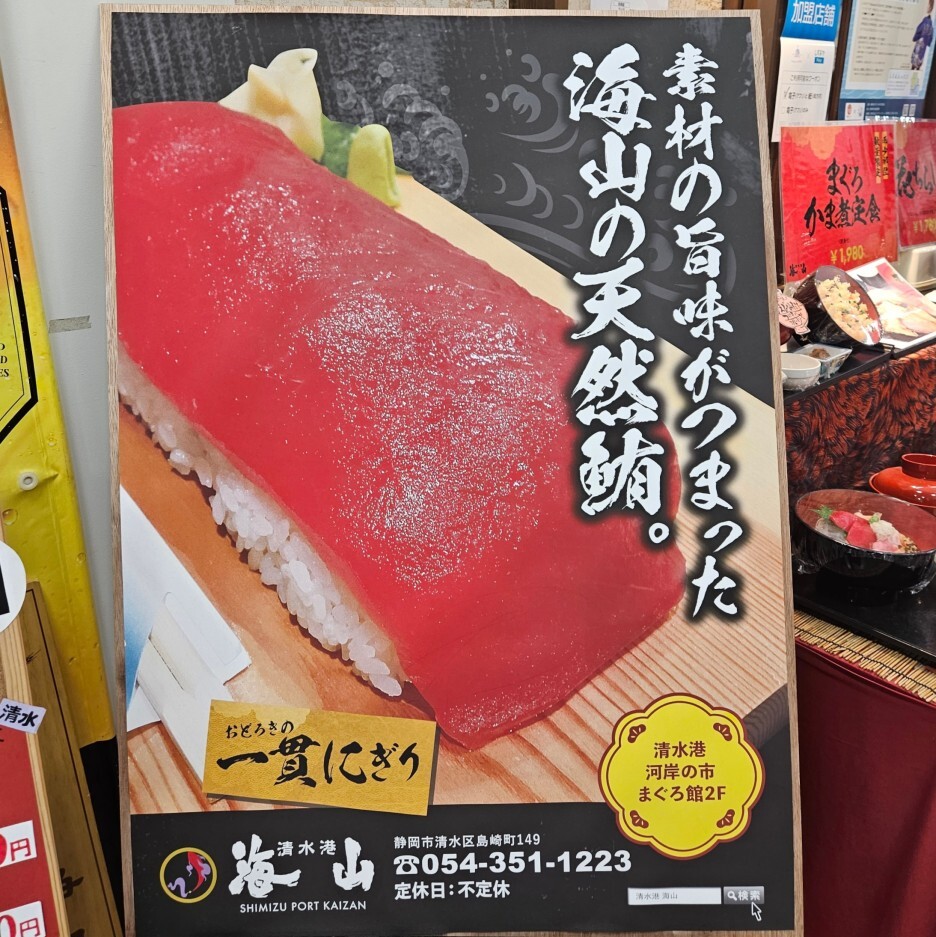 素材の旨味がつまった
海山の天然鮪。
おどろきの
一貫にぎり
清水港
河岸の市
まぐろ館2F
清水港
海山
SHIMIZU PORT KAIZAN
静岡市清水区島崎町149
☎054-351-1223
定休日:不定休
清水港 海山
検索
加盟店舗
まぐろ
かま煮定食
¥1,980
清水
円
円